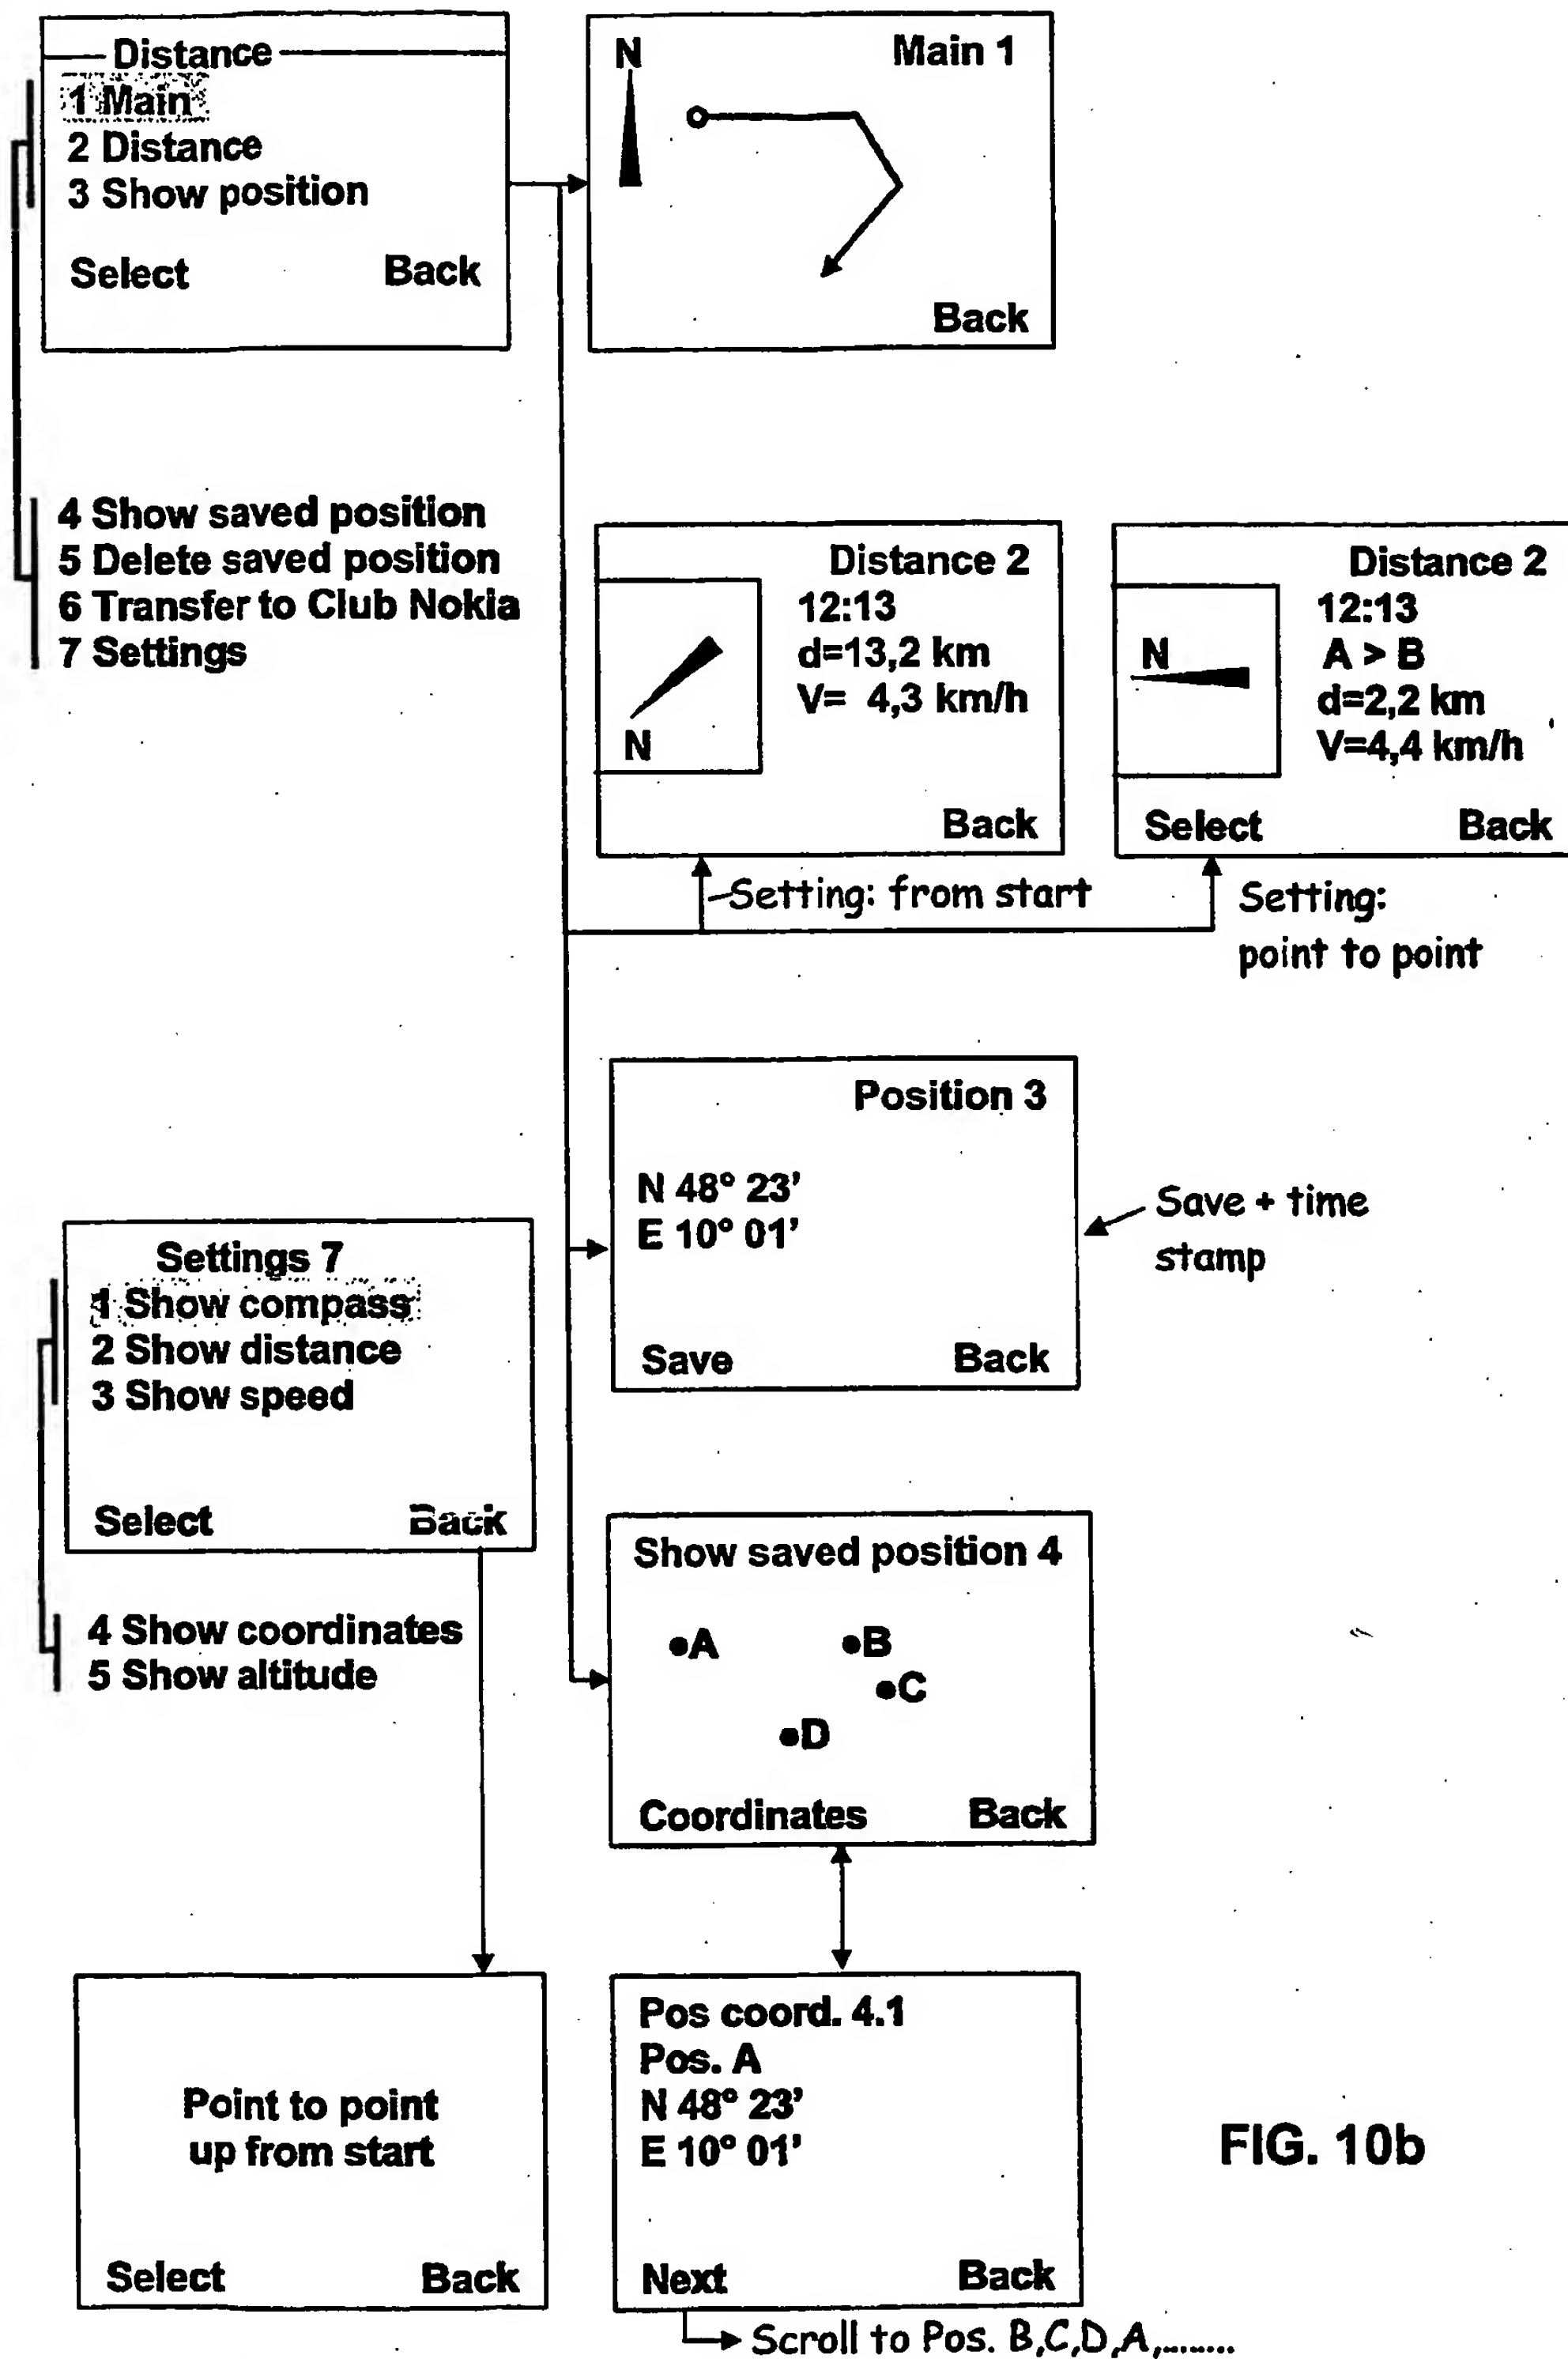 Distance
1 Main
2 Distance
3 Show position
Select Back
N Main 1
Back
4 Show saved position
5 Delete saved position
6 Transfer to Club Nokia
7 Settings
Distance 2
12:13
d=13,2 km
V= 4,3 km/h
N
Back
Setting: from start
Distance 2
12:13
N
A > B
d=2,2 km
V=4,4 km/h
Select Back
Setting:
point to point
Position 3
N 48° 23'
E 10° 01'
Save Back
Save + time
stamp
Settings 7
1 Show compass
2 Show distance
3 Show speed
Select Back
4 Show coordinates
5 Show altitude
Show saved position 4
A B
C
D
Coordinates Back
Point to point
up from start
Select Back
Pos coord. 4.1
Pos. A
N 48° 23'
E 10° 01'
Next Back
Scroll to Pos. B,C,D,A,........
FIG. 10b